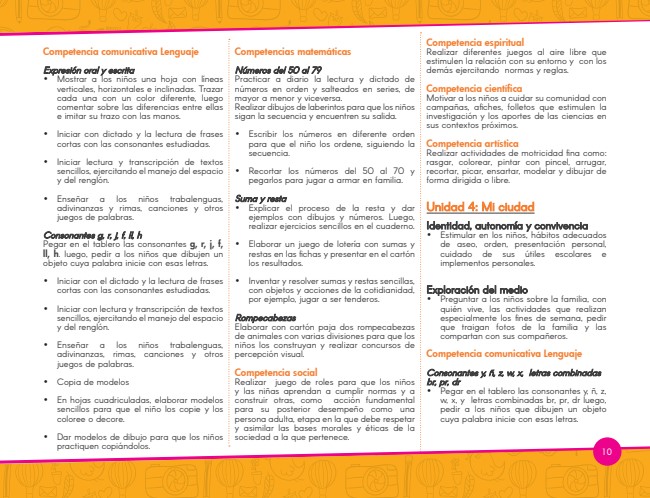 Competencia comunicativa Lenguaje
Expresión oral y escrita
• Mostrar a los niños una hoja con líneas
verticales, horizontales e inclinadas. Trazar
cada una con un color diferente, luego
comentar sobre las diferencias entre ellas
e imitar su trazo con las manos.
• Iniciar con dictado y la lectura de frases
cortas con las consonantes estudiadas.
• Iniciar lectura y transcripción de textos
sencillos, ejercitando el manejo del espacio
y del renglón.
• Enseñar a los niños trabalenguas,
adivinanzas y rimas, canciones y otros
juegos de palabras.
Consonantes g, r, j, f, ll, h
Pegar en el tablero las consonantes g, r, j, f,
ll, h. luego, pedir a los niños que dibujen un
objeto cuya palabra inicie con esas letras.
• Iniciar con el dictado y la lectura de frases
cortas con las consonantes estudiadas.
• Iniciar con lectura y transcripción de textos
sencillos, ejercitando el manejo del espacio
y del renglón.
• Enseñar a los niños trabalenguas,
adivinanzas, rimas, canciones y otros
juegos de palabras.
• Copia de modelos
• En hojas cuadriculadas, elaborar modelos
sencillos para que el niño los copie y los
coloree o decore.
• Dar modelos de dibujo para que los niños
practiquen copiándolos.
Competencias matemáticas
Números del 50 al 79
Practicar a diario la lectura y dictado de
números en orden y salteados en series, de
mayor a menor y viceversa.
Realizar dibujos de laberintos para que los niños
sigan la secuencia y encuentren su salida.
• Escribir los números en diferente orden
para que el niño los ordene, siguiendo la
secuencia.
• Recortar los números del 50 al 70 y
pegarlos para jugar a armar en familia.
Suma y resta
• Explicar el proceso de la resta y dar
ejemplos con dibujos y números. Luego,
realizar ejercicios sencillos en el cuaderno.
• Elaborar un juego de lotería con sumas y
restas en las fichas y presentar en el cartón
los resultados.
• Inventar y resolver sumas y restas sencillas,
con objetos y acciones de la cotidianidad,
por ejemplo, jugar a ser tenderos.
Rompecabezas
Elaborar con cartón paja dos rompecabezas
de animales con varias divisiones para que los
niños los construyan y realizar concursos de
percepción visual.
Competencia social
Realizar juego de roles para que los niños
y las niñas aprendan a cumplir normas y a
construir otras, como acción fundamental
para su posterior desempeño como una
persona adulta, etapa en la que debe respetar
y asimilar las bases morales y éticas de la
sociedad a la que pertenece.
Competencia espiritual
Realizar diferentes juegos al aire libre que
estimulen la relación con su entorno y con los
demás ejercitando normas y reglas.
Competencia científica
Motivar a los niños a cuidar su comunidad con
campañas, afiches, folletos que estimulen la
investigación y los aportes de las ciencias en
sus contextos próximos.
Competencia artística
Realizar actividades de motricidad fina como:
rasgar, colorear, pintar con pincel, arrugar,
recortar, picar, ensartar, modelar y dibujar de
forma dirigida o libre.
Unidad 4: Mi ciudad
Identidad, autonomía y convivencia
• Estimular en los niños, hábitos adecuados
de aseo, orden, presentación personal,
cuidado de sus útiles escolares e
implementos personales.
Exploración del medio
• Preguntar a los niños sobre la familia, con
quién vive, las actividades que realizan
especialmente los fines de semana, pedir
que traigan fotos de la familia y las
compartan con sus compañeros.
Competencia comunicativa Lenguaje
Consonantes y, ñ, z, w, x, letras combinadas
br, pr, dr
• Pegar en el tablero las consonantes y, ñ, z,
w, x, y letras combinadas br, pr, dr luego,
pedir a los niños que dibujen un objeto
cuya palabra inicie con esas letras.
10